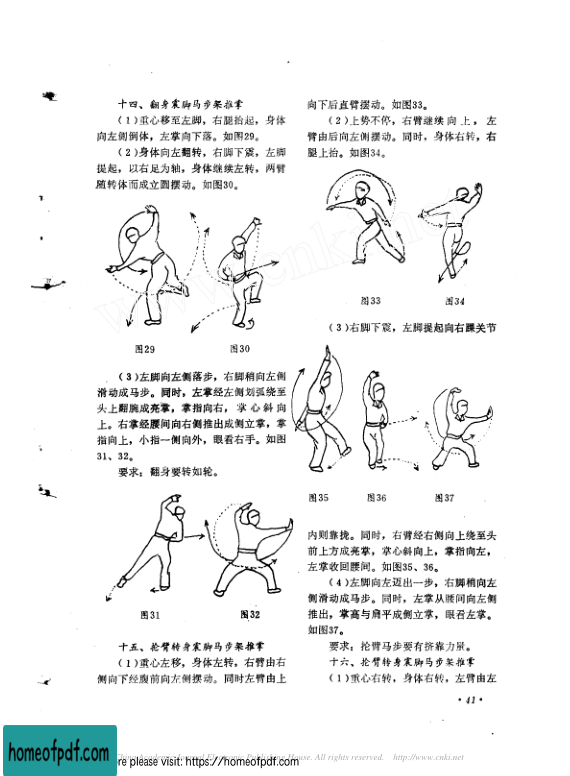 十四、翻身震脚马步架推掌
(1)重心移至左脚，右腿抬起，身体
向左侧倒体，左掌向下落。如图29。
(2)身体向左翻转，右脚下震，左脚
提起，以右足为轴，身体继续左转，两臂
随转体而成立圆摆动。如图30。
图29
图30
(3)左脚向左侧落步，右脚稍向左侧
滑动成马步。同时，左掌经左侧划弧绕至
头上翻腕成亮掌，掌指向右，掌心斜向
上。右掌经腰间向右侧推出成侧立掌，掌
指向上，小指一侧向外，眼看右手。如图
31、32。
要求：翻身要转如轮。
图31
图32
十五、抡臂转身震脚马步架推掌
(1)重心左移，身体左转，右臂由右
侧向下经腹前向左侧摆动。同时左臂由上
向下后直臂摆动。如图33。
(2)上势不停，右臂继续向上，左
臂由后向左侧摆动。同时，身体右转，右
腿上抬。如图34。
图33
图34
(3)右脚下震，左脚提起向右踝关节
图35
图36
图37
内则靠拢。同时，右臂经右侧向上绕至头
前上方成亮掌，掌心斜向上，掌指向左，
左掌收回腰间。如图35、36。
(4)左脚向左迈出一步，右脚稍向左
侧滑动成马步。同时，左掌从腰间向左侧
推出，掌高与肩平成侧立掌，眼看左掌。
如图37。
要求：抡臂马步要有挤靠力量。
十六、抡臂转身震脚马步架推掌
(1)重心右转，身体右转，左臂由左
·41·
House. All rights reserved. http://www.cnki.net
homeofpdf.com
re please visit: https://homeofpdf.com